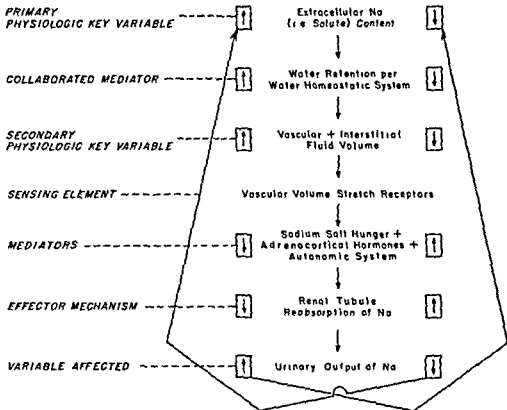 PRIMARY
PHYSIOLOGIC KEY VARIABLE
Extracellular Na
(i e Solute) Content
COLLABORATED MEDIATOR
Water Retention per
Water Homeostatic System
SECONDARY
PHYSIOLOGIC KEY VARIABLE
Vascular + Interstitial
Fluid Volume
SENSING ELEMENT
Vascular Volume Stretch Receptors
MEDIATORS
Sodium Salt Hunger +
Adrenocortical Hormones +
Autonomic System
EFFECTOR MECHANISM
Renal Tubule
Reabsorption of Na
VARIABLE AFFECTED
Urinary Output of Na